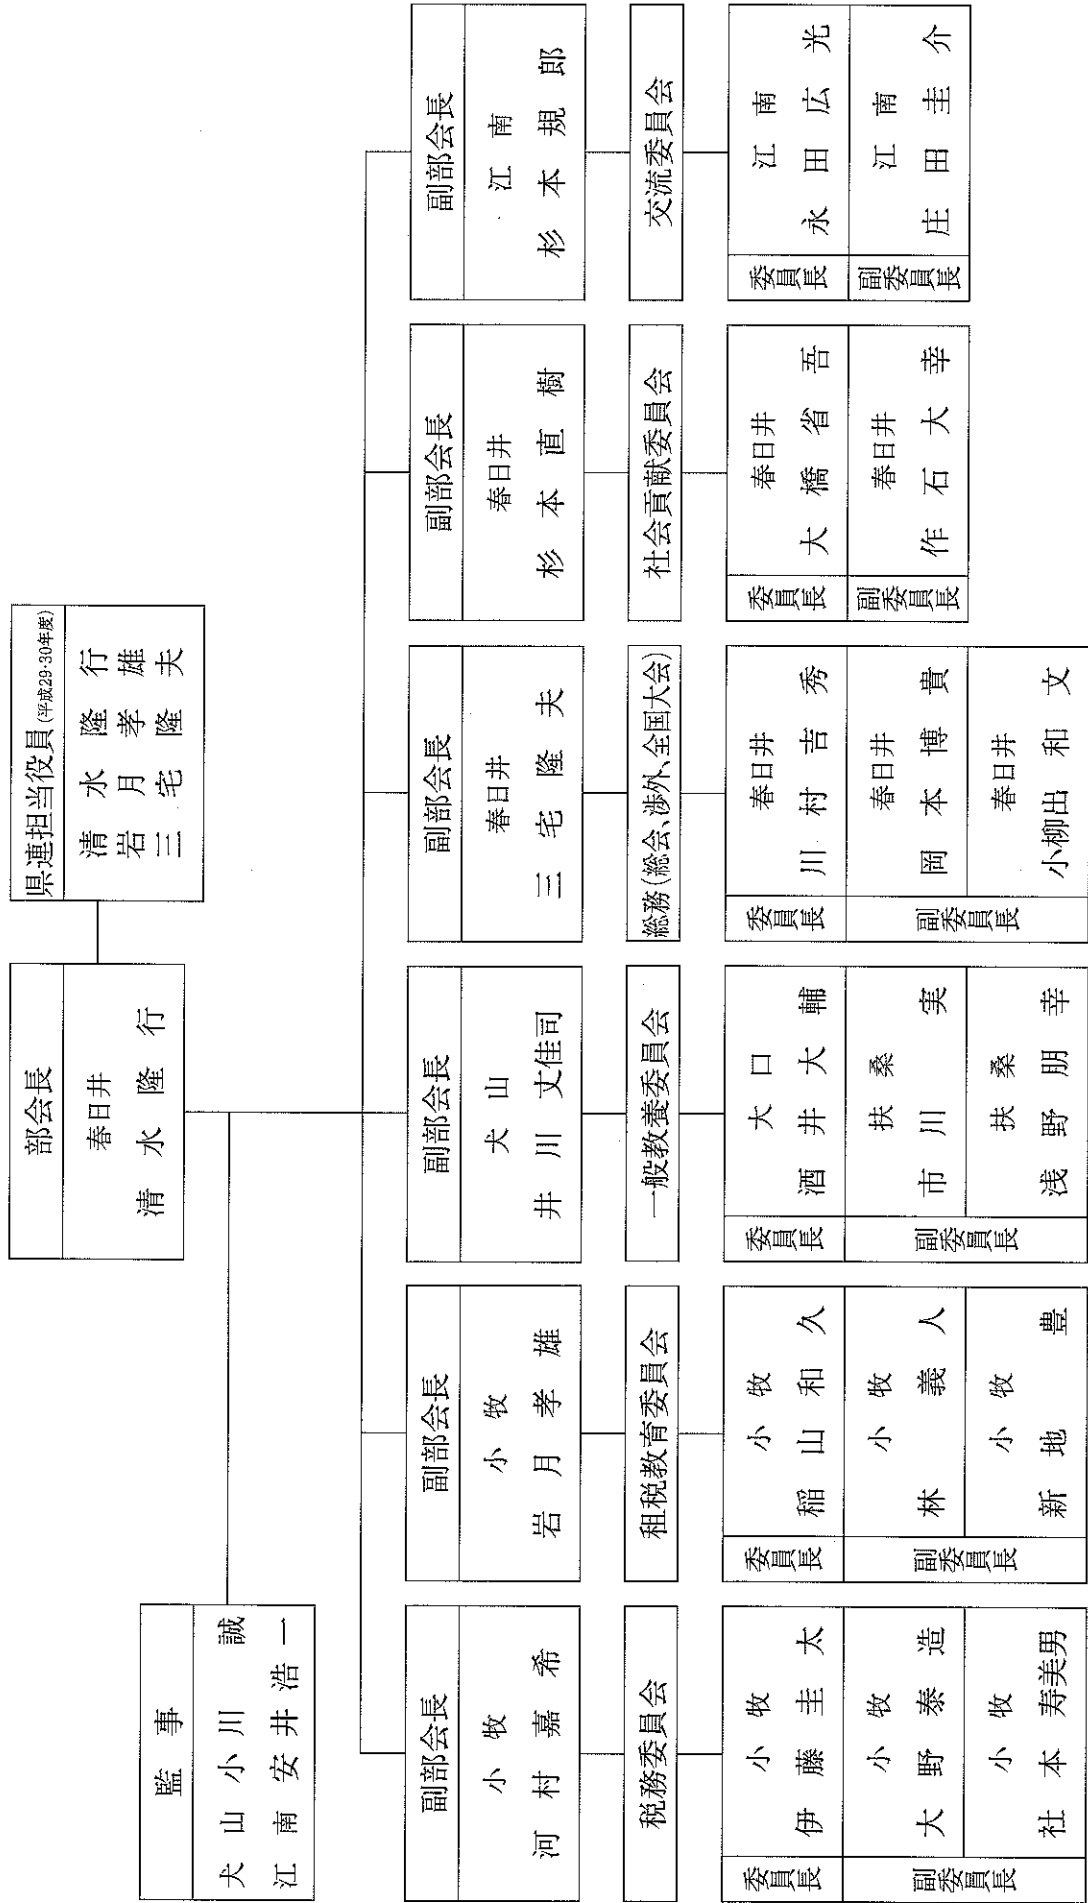 部会長
春日井
清水隆行
県連担当役員(平成29・30年度)
清水隆行
岩月孝雄
三宅隆夫
監事
犬山 小川 誠
江南 安井浩一
副部会長
小牧
河村嘉希
税務委員会
委員長
小牧
伊藤圭太
副委員長
小牧
大野泰造
小牧
社本寿美男
副部会長
小牧
岩月孝雄
租税教育委員会
委員長
小牧
稲山和久
副委員長
小牧
林義人
小牧
新地豊
副部会長
犬山
井川丈佳司
一般教養委員会
委員長
大口
酒井大輔
副委員長
扶桑
市川実
扶桑
浅野朋幸
副部会長
春日井
三宅隆夫
総務(総会、渉外、全国大会)
委員長
春日井
川村吉秀
副委員長
春日井
岡本博貴
春日井
小柳出和文
副部会長
春日井
杉本直樹
社会貢献委員会
委員長
春日井
大橋省吾
副委員長
春日井
作石大幸
副部会長
江南
杉本規郎
交流委員会
委員長
江南
永田広光
副委員長
江南
庄田圭介